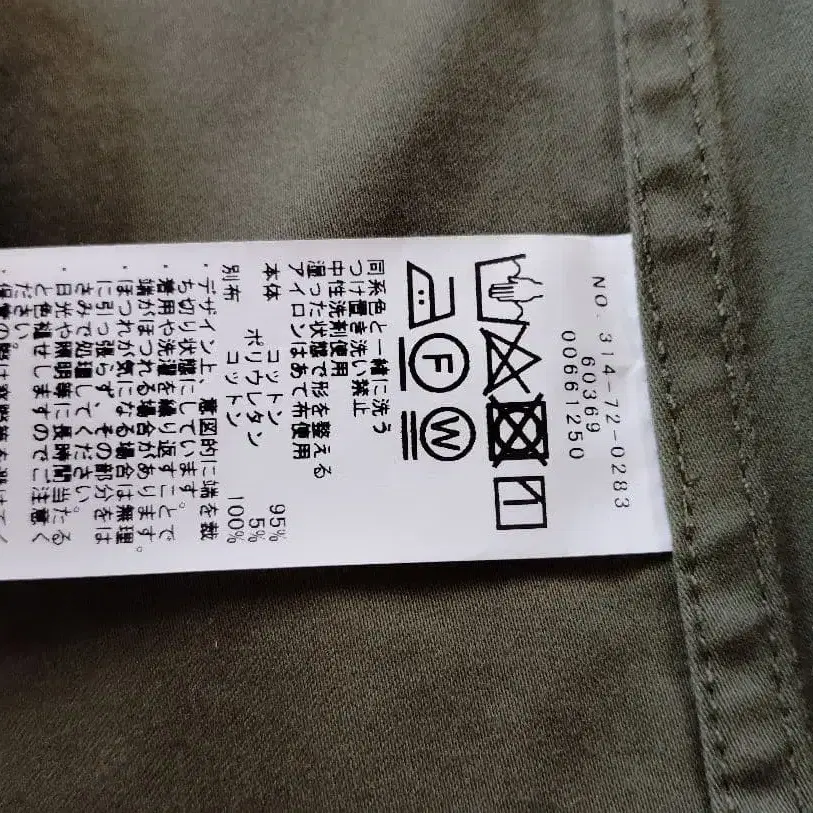 NO. 314-72-0283
60369
00661250
F
W
同系色と一緒に洗う
つけ置き洗い禁止
中性洗剤使用
湿った状態で形を整える
アイロンはあて布使用
本体 コットン 95%
ポリウレタン 5%
別布 コットン 100%
・デザイン上、意図的に端を裁
ち切り状態にしています。
着用や洗濯を繰り返すことで
端がほつれる場合があります。
ほつれが気になる場合は無理
に引っ張らず、その部分をは
さみで処理してください。
・日光や照明等に長時間当たる
と色褪せしますのでご注意く
ださい。